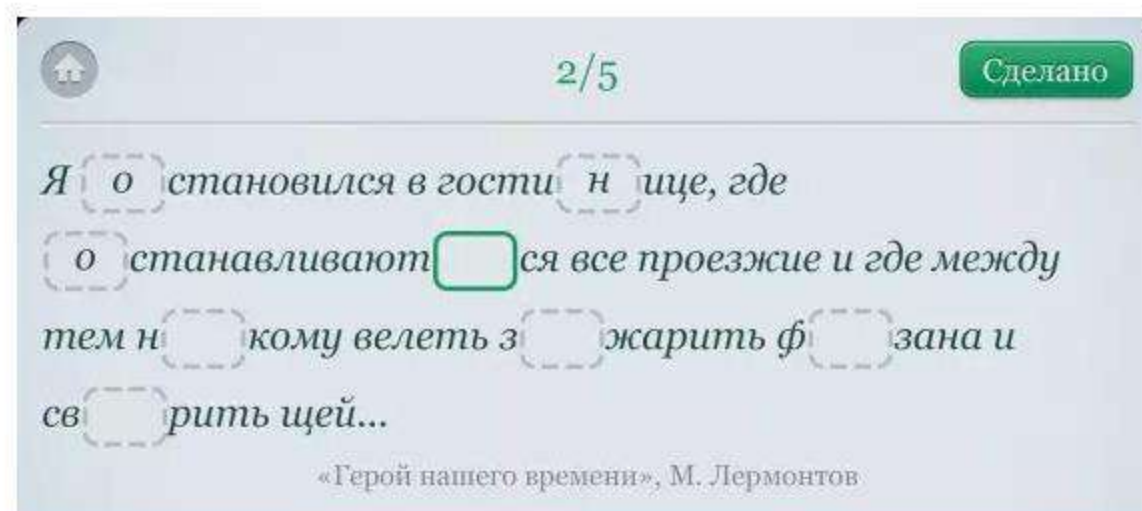 2/5
Сделано
Я о становился в гости н ице, где
о станавливают ся все проезжие и где между
тем н кому велеть з жарить ф зана и
св рить щей...
«Герой нашего времени», М. Лермонтов